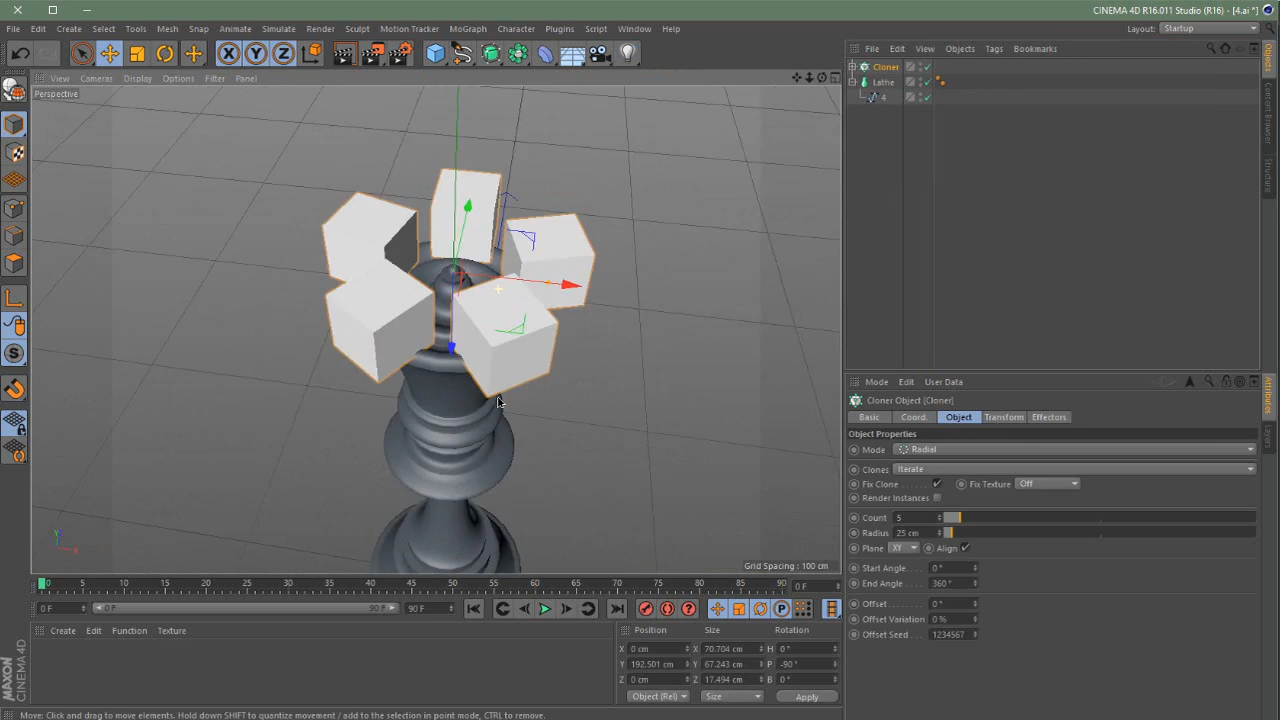 CINEMA 4D R16.011 Studio (R16) - [4.ai *]
File Edit Create Tools Mesh Snap Animate Simulate Render Sculpt Motion Tracker MoGraph Character Plugins Script Window Help
Layout: Startup
File Edit View Objects Tags Bookmarks
View Cameras Display Options Filter Panel
Perspective
Cloner
Lathe
4
X Y Z
Objects
Content Browser
Structure
Mode Edit User Data
Cloner Object [Cloner]
Basic Coord. Object Transform Effectors
Object Properties
Mode Radial
Clones Iterate
Fix Clone Fix Texture Off
Render Instances
Count 5
Radius 25 cm
Plane XY Align
Start Angle 0°
End Angle 360°
Offset 0°
Offset Variation 0 %
Offset Seed 1234567
Attributes
Layers
Grid Spacing : 100 cm
0 5 10 15 20 25 30 35 40 45 50 55 60 65 70 75 80 85 90
0 F
0 F 0 F 90 F 90 F
Create Edit Function Texture
Position Size Rotation
X 0 cm X 70.704 cm H 0°
Y 192.501 cm Y 67.243 cm P -90°
Z 0 cm Z 17.494 cm B 0°
Object (Rel) Size Apply
MAXON
CINEMA 4D
Move: Click and drag to move elements. Hold down SHIFT to quantize movement / add to the selection in point mode, CTRL to remove.